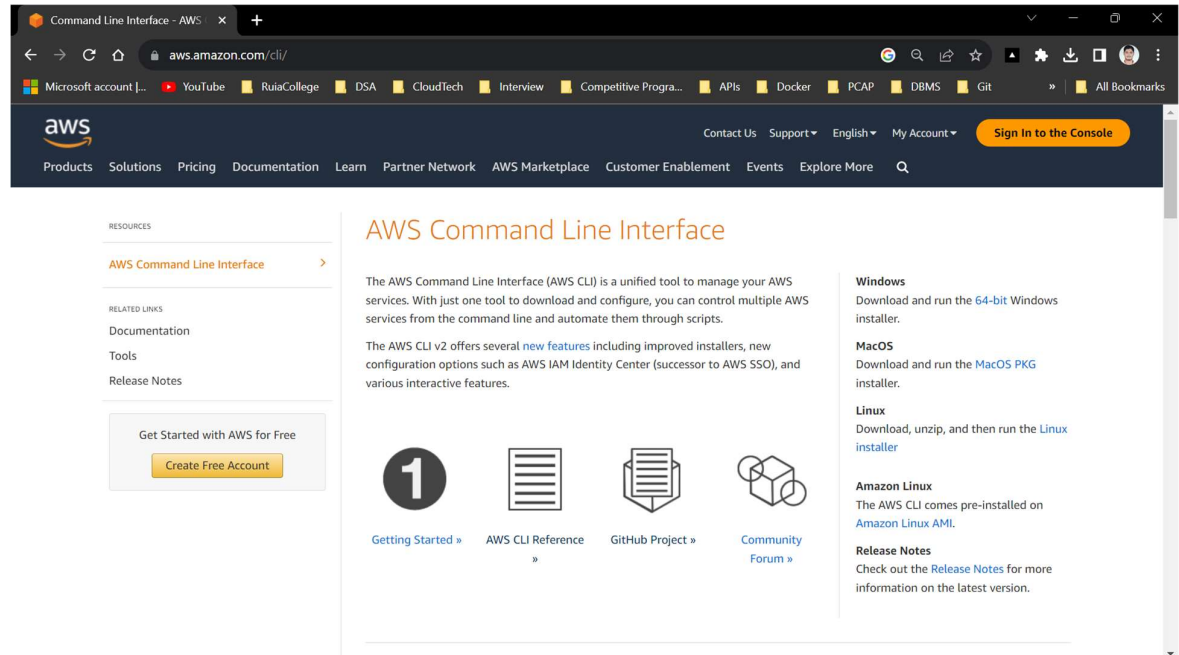 Command Line Interface - AWS
aws.amazon.com/cli/
Microsoft account |... YouTube RuiaCollege DSA CloudTech Interview Competitive Progra... APIs Docker PCAP DBMS Git » All Bookmarks
aws
Contact Us Support English My Account Sign In to the Console
Products Solutions Pricing Documentation Learn Partner Network AWS Marketplace Customer Enablement Events Explore More
RESOURCES
AWS Command Line Interface
RELATED LINKS
Documentation
Tools
Release Notes
Get Started with AWS for Free
Create Free Account
AWS Command Line Interface
The AWS Command Line Interface (AWS CLI) is a unified tool to manage your AWS
services. With just one tool to download and configure, you can control multiple AWS
services from the command line and automate them through scripts.
The AWS CLI v2 offers several new features including improved installers, new
configuration options such as AWS IAM Identity Center (successor to AWS SSO), and
various interactive features.
1
Getting Started »
AWS CLI Reference
»
GitHub Project »
Community
Forum »
Windows
Download and run the 64-bit Windows
installer.
MacOS
Download and run the MacOS PKG
installer.
Linux
Download, unzip, and then run the Linux
installer
Amazon Linux
The AWS CLI comes pre-installed on
Amazon Linux AMI.
Release Notes
Check out the Release Notes for more
information on the latest version.